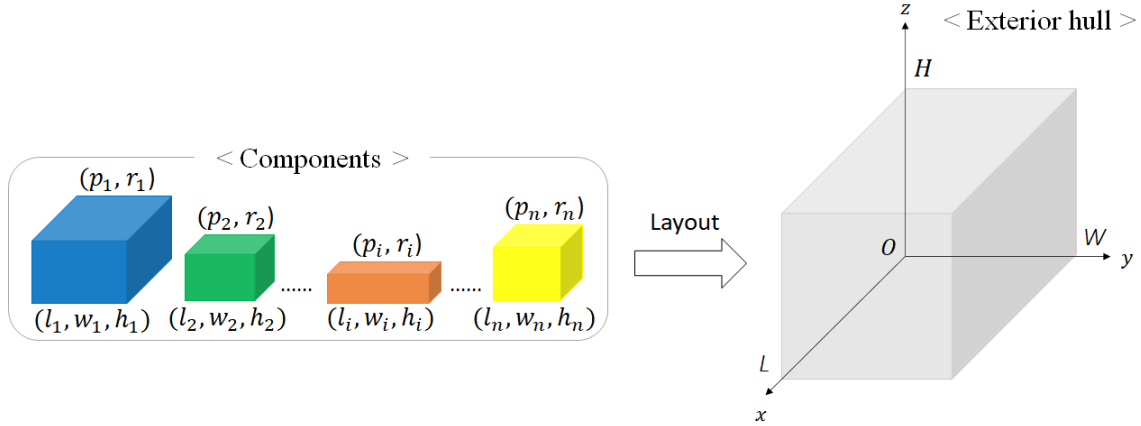 < Components >
(p₁, r₁)
(p₂, r₂)
(pᵢ, rᵢ)
(pₙ, rₙ)
......
......
(l₁, w₁, h₁)
(l₂, w₂, h₂)
(lᵢ, wᵢ, hᵢ)
(lₙ, wₙ, hₙ)
Layout
< Exterior hull >
z
H
O
W
y
L
x